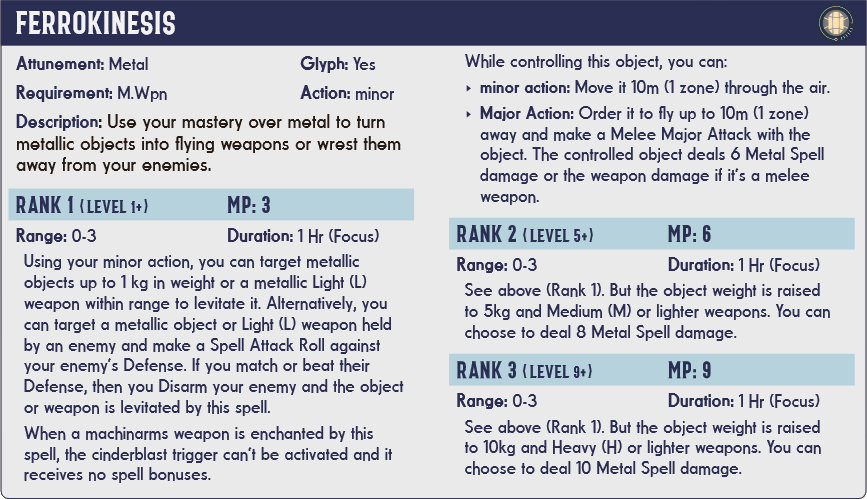 FERROKINESIS
Attunement: Metal Glyph: Yes
Requirement: M.Wpn Action: minor
Description: Use your mastery over metal to turn
metallic objects into flying weapons or wrest them
away from your enemies.
RANK 1 (LEVEL 1+) MP: 3
Range: 0-3 Duration: 1 Hr (Focus)
Using your minor action, you can target metallic
objects up to 1 kg in weight or a metallic Light (L)
weapon within range to levitate it. Alternatively, you
can target a metallic object or Light (L) weapon held
by an enemy and make a Spell Attack Roll against
your enemy's Defense. If you match or beat their
Defense, then you Disarm your enemy and the object
or weapon is levitated by this spell.
When a machinarms weapon is enchanted by this
spell, the cinderblast trigger can't be activated and it
receives no spell bonuses.
While controlling this object, you can:
‣ minor action: Move it 10m (1 zone) through the air.
‣ Major Action: Order it to fly up to 10m (1 zone)
away and make a Melee Major Attack with the
object. The controlled object deals 6 Metal Spell
damage or the weapon damage if it's a melee
weapon.
RANK 2 (LEVEL 5+) MP: 6
Range: 0-3 Duration: 1 Hr (Focus)
See above (Rank 1). But the object weight is raised
to 5kg and Medium (M) or lighter weapons. You can
choose to deal 8 Metal Spell damage.
RANK 3 (LEVEL 9+) MP: 9
Range: 0-3 Duration: 1 Hr (Focus)
See above (Rank 1). But the object weight is raised
to 10kg and Heavy (H) or lighter weapons. You can
choose to deal 10 Metal Spell damage.